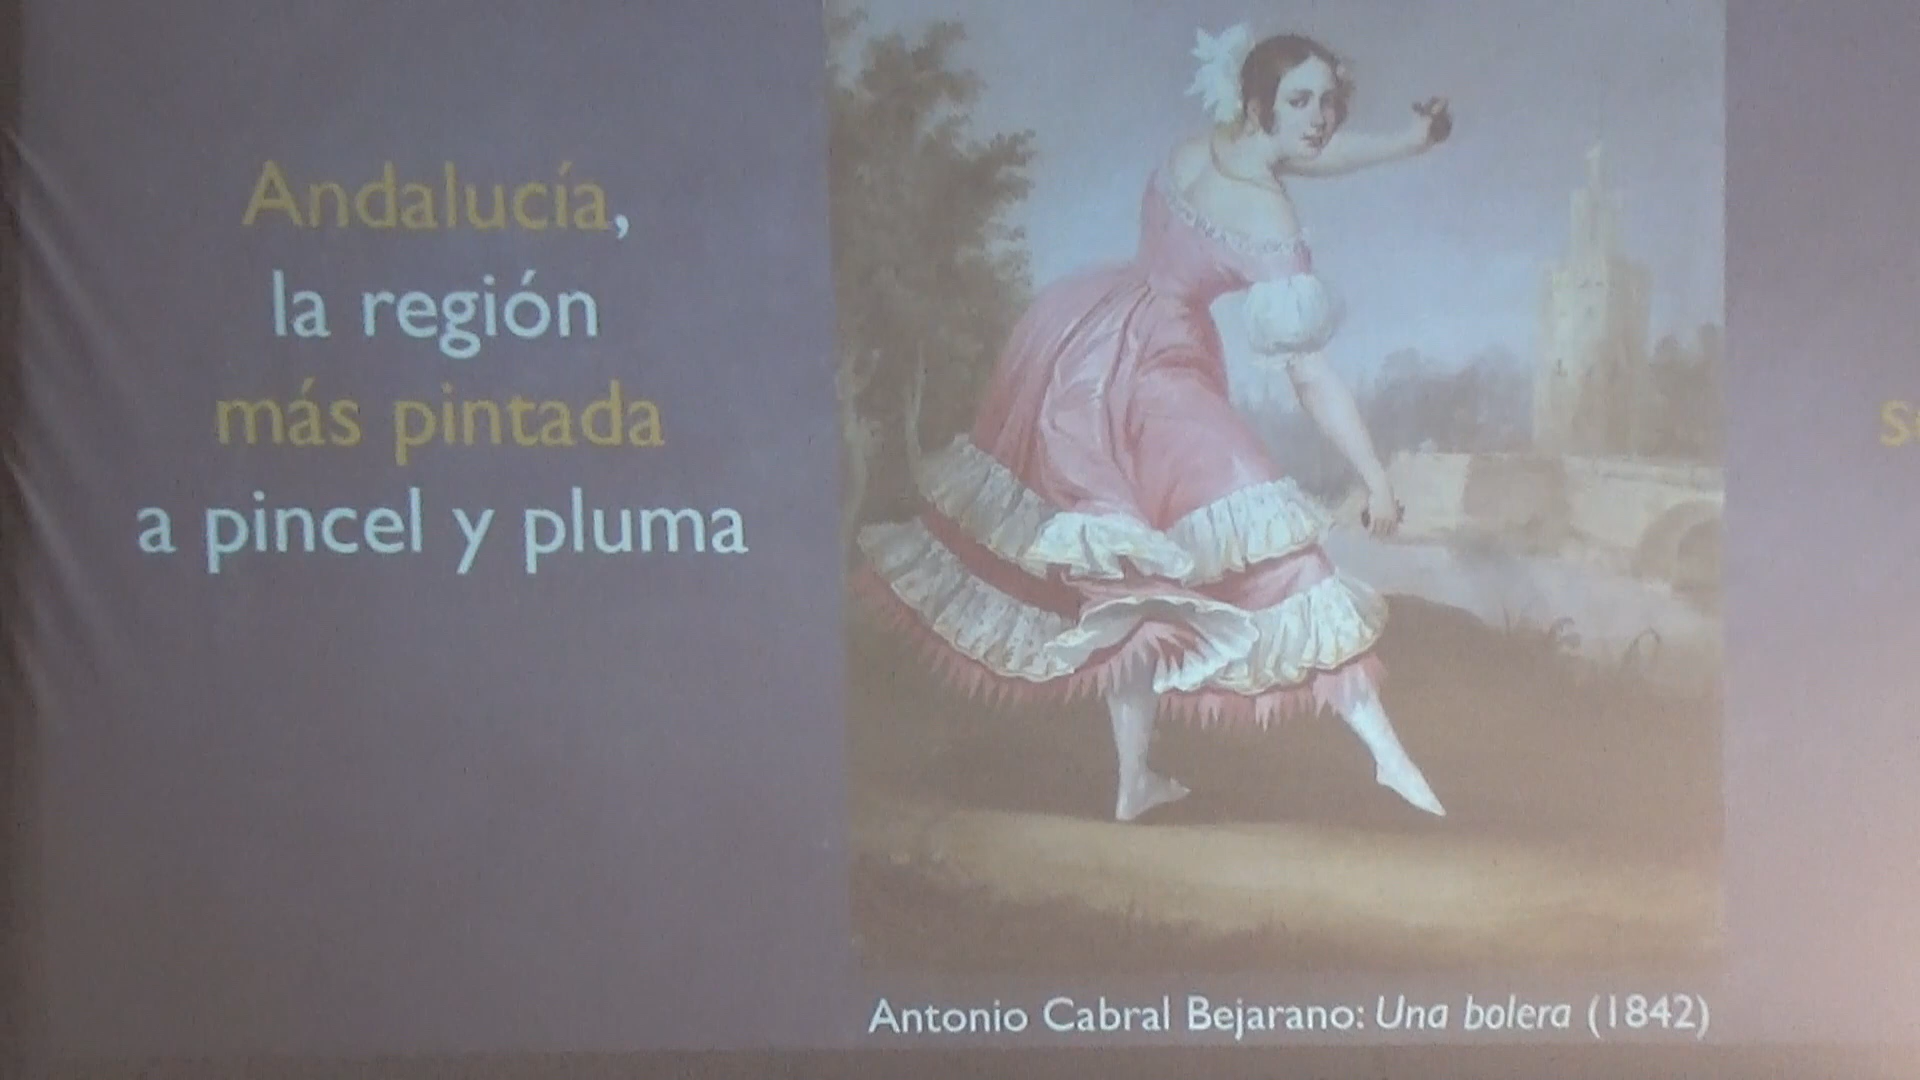 Andalucía,
la región
más pintada
a pincel y pluma
Antonio Cabral Bejarano: Una bolera (1842)